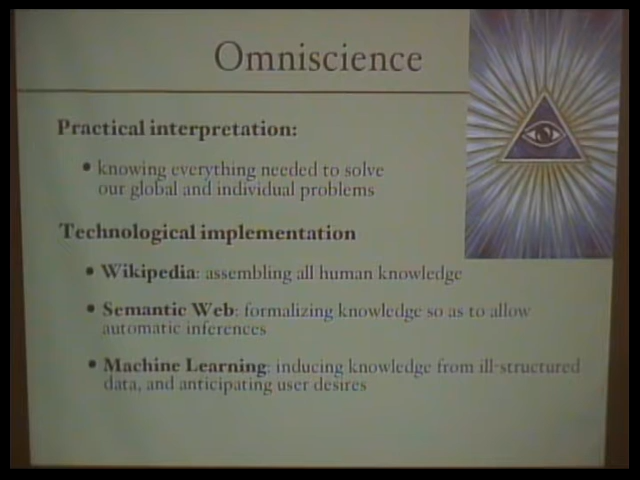 Omniscience
Practical interpretation:
• knowing everything needed to solve
our global and individual problems
Technological implementation
• Wikipedia: assembling all human knowledge
• Semantic Web: formalizing knowledge so as to allow
automatic inferences
• Machine Learning: inducing knowledge from ill-structured
data, and anticipating user desires